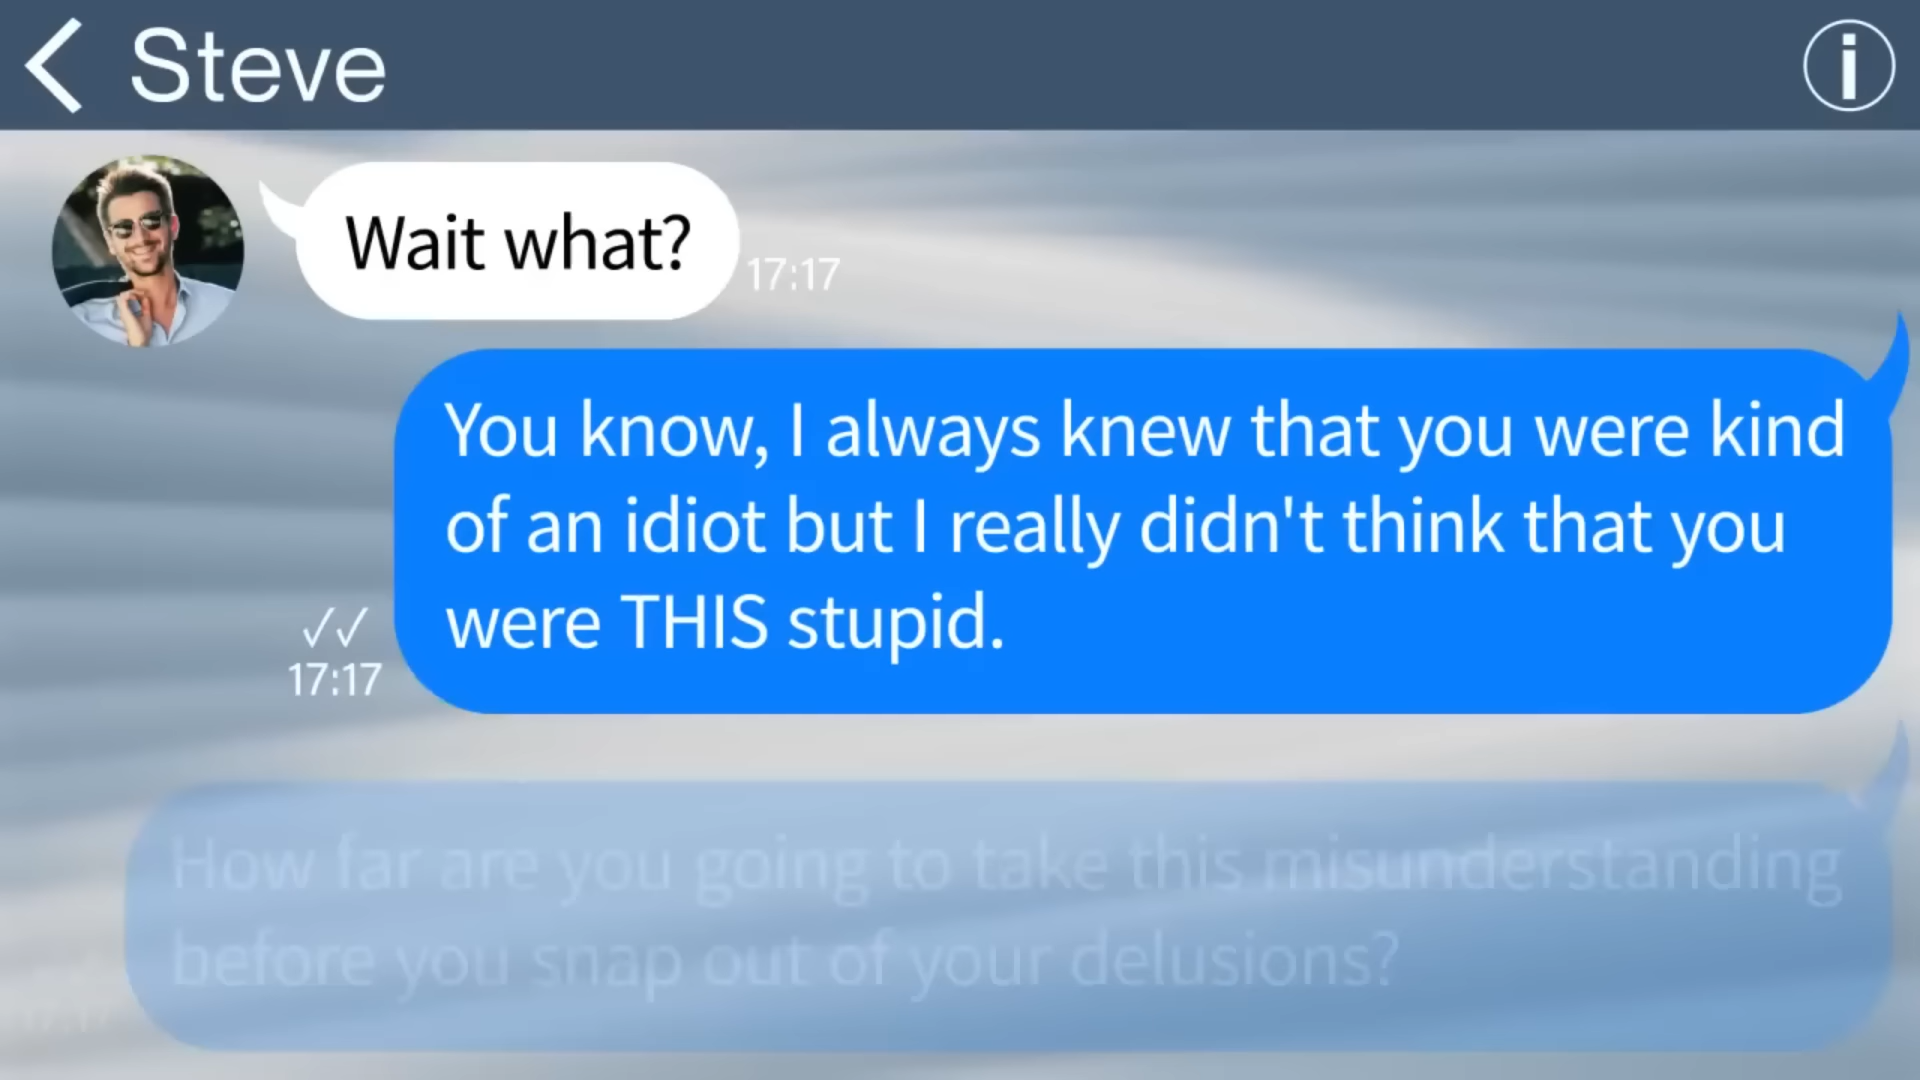 Steve
Wait what?
17:17
You know, I always knew that you were kind
of an idiot but I really didn't think that you
were THIS stupid.
17:17
How far are you going to take this misunderstanding
before you snap out of your delusions?
17:17